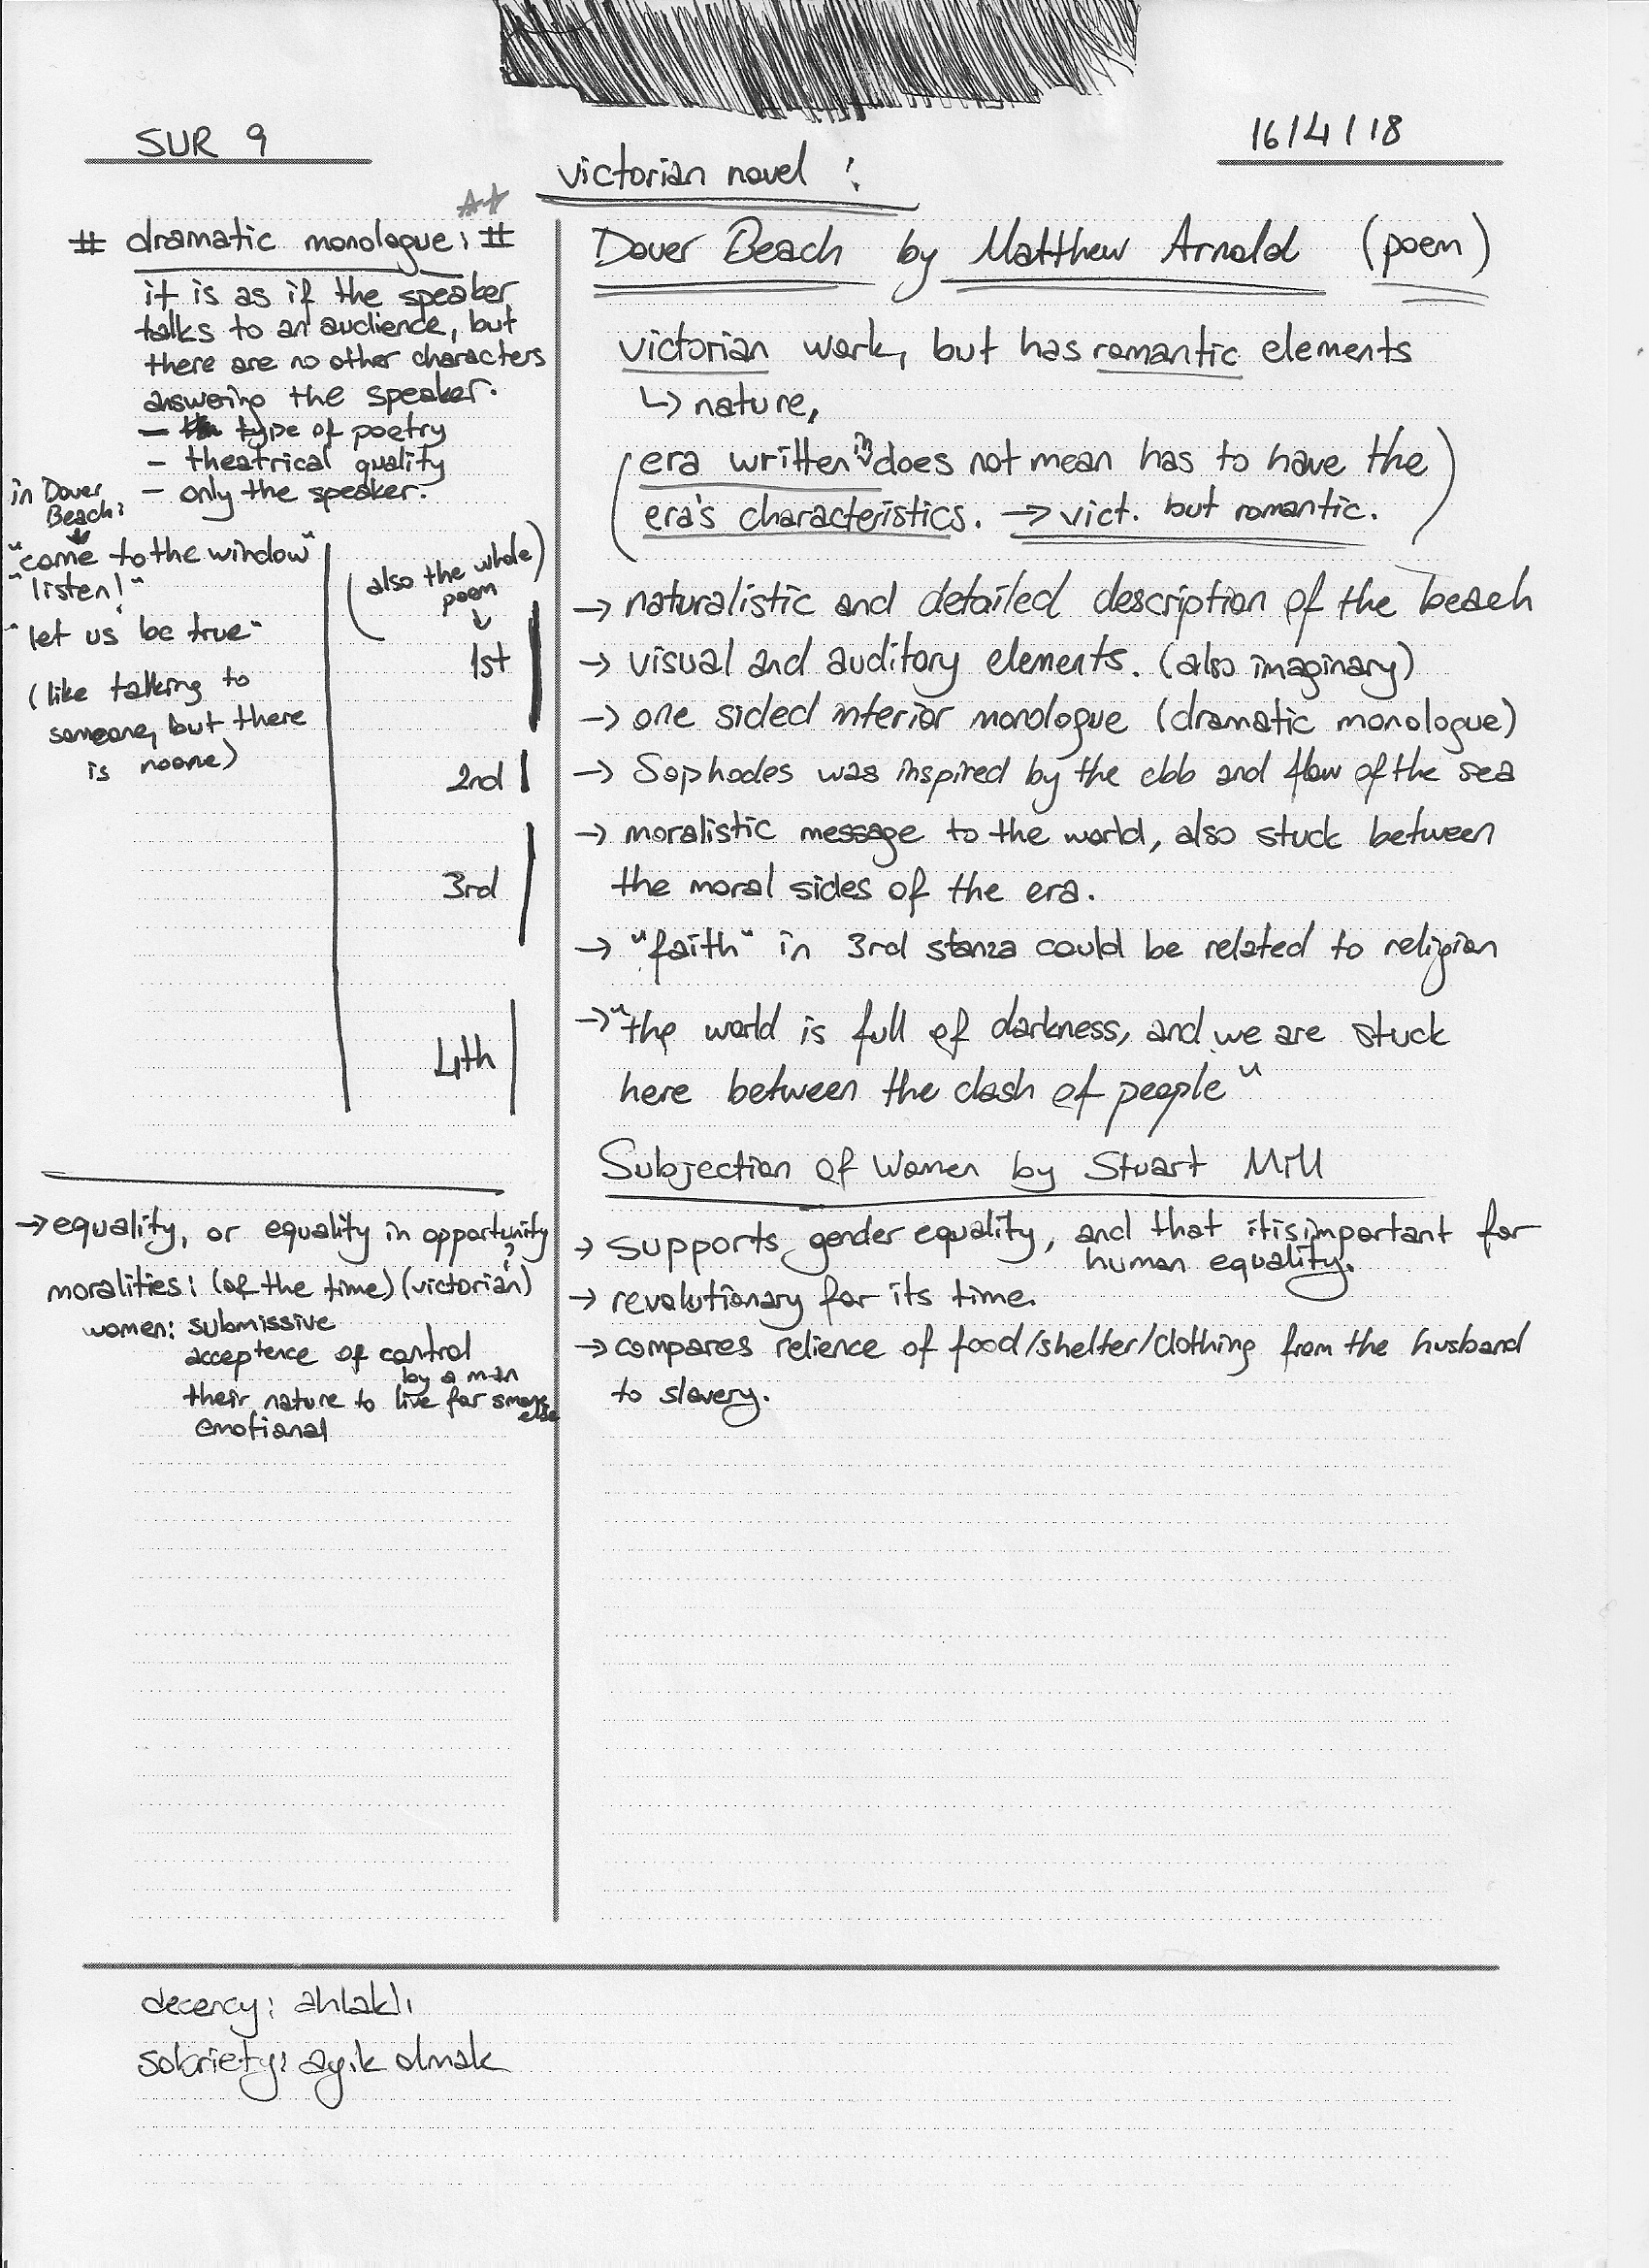 SUR 9
16/4/18
victorian novel :
A+
# dramatic monologue: #
it is as if the speaker
talks to an audience, but
there are no other characters
answering the speaker.
- type of poetry
- theatrical quality
- only the speaker.
in Dover
Beach:
"come to the window"
"listen!"
"let us be true"
(like talking to
someone, but there
is noone)
(also the whole)
poem
↓
1st
2nd
3rd
4th
Dover Beach by Matthew Arnold (poem)
victorian work, but has romantic elements
↳ nature,
(era written in does not mean has to have the
era's characteristics. → vict. but romantic.)
→ naturalistic and detailed description of the beach
→ visual and auditory elements. (also imaginary)
→ one sided interior monologue (dramatic monologue)
→ Sophocles was inspired by the ebb and flow of the sea
→ moralistic message to the world, also stuck between
the moral sides of the era.
→ "faith" in 3rd stanza could be related to religion
→ "the world is full of darkness, and we are stuck
here between the clash of people"
Subjection of Women by Stuart Mill
→ supports gender equality, and that it is important for
human equality.
→ revolutionary for its time.
→ compares relience of food/shelter/clothing from the husband
to slavery.
→ equality, or equality in opportunity
?
moralities: (of the time) (victorian)
women: submissive
acceptence of control
by a man
their nature to live for
else
emotional
decency: ahlaklı
sobriety: ayık olmak